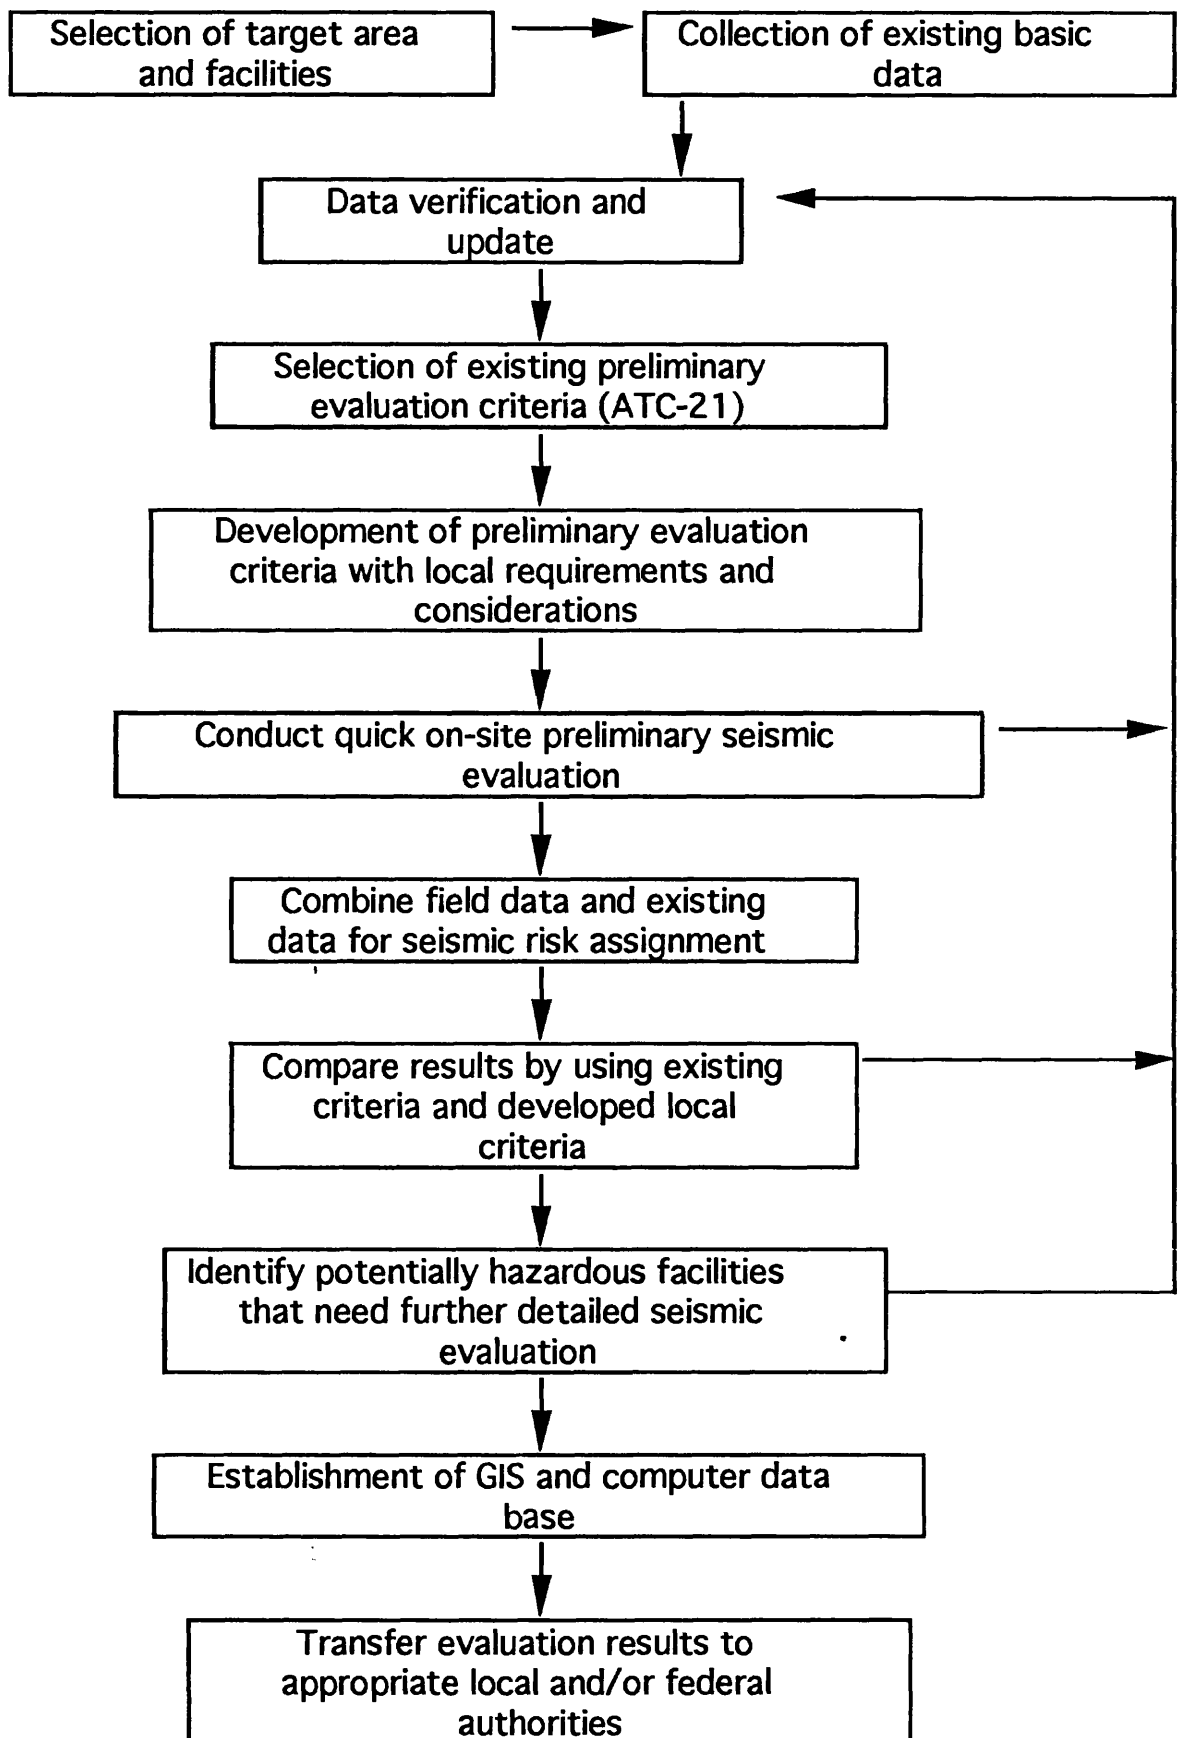 Selection of target area
and facilities
Collection of existing basic
data
Data verification and
update
Selection of existing preliminary
evaluation criteria (ATC-21)
Development of preliminary evaluation
criteria with local requirements and
considerations
Conduct quick on-site preliminary seismic
evaluation
Combine field data and existing
data for seismic risk assignment
Compare results by using existing
criteria and developed local
criteria
Identify potentially hazardous facilities
that need further detailed seismic
evaluation
Establishment of GIS and computer data
base
Transfer evaluation results to
appropriate local and/or federal
authorities